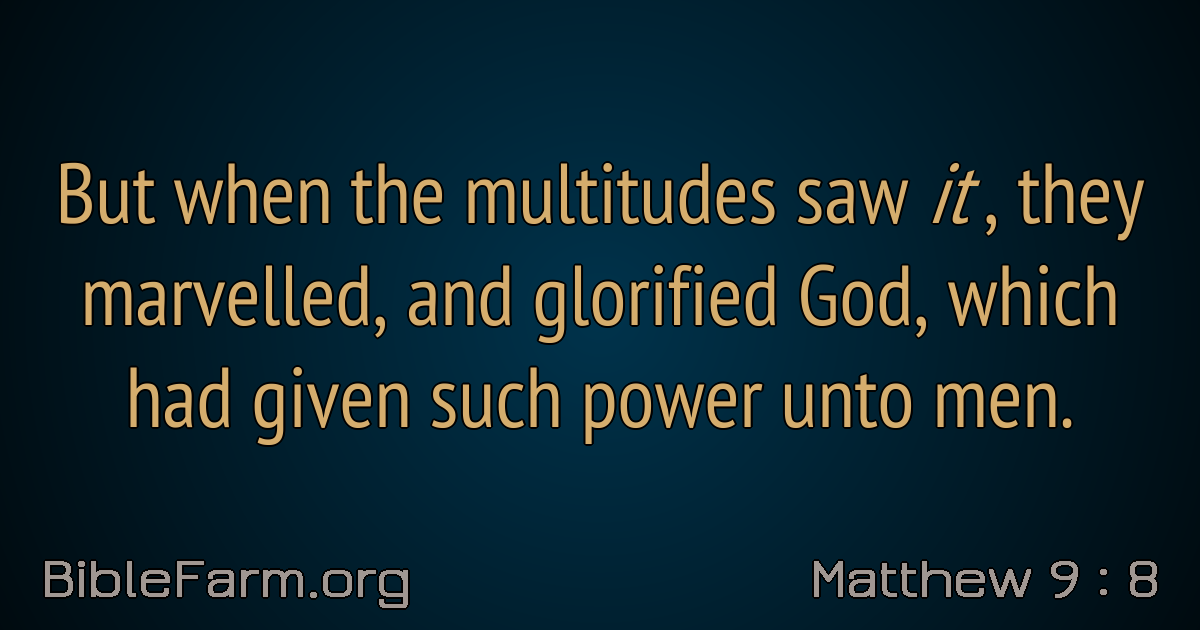 But when the multitudes saw it, they
marvelled, and glorified God, which
had given such power unto men.
BibleFarm.org
Matthew 9 : 8